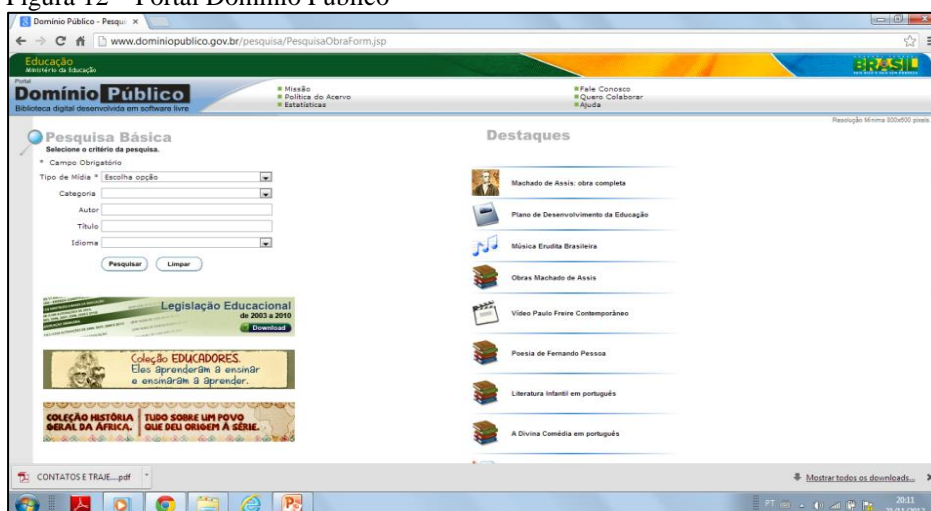 Figura 12 – Portal Domínio Público
Domínio Público - Pesqui
www.dominiopublico.gov.br/pesquisa/PesquisaObraForm.jsp
Educação
Ministério da Educação
BRASIL
Portal
Domínio Público
Biblioteca digital desenvolvida em software livre
Missão
Política do Acervo
Estatísticas
Fale Conosco
Quero Colaborar
Ajuda
Resolução Mínima 800x600 pixels
Pesquisa Básica
Selecione o critério da pesquisa.
* Campo Obrigatório
Tipo de Mídia * Escolha opção
Categoria
Autor
Título
Idioma
Pesquisar Limpar
Legislação Educacional
de 2003 a 2010
Download
Coleção EDUCADORES.
Eles aprenderam a ensinar
e ensinaram a aprender.
COLEÇÃO HISTÓRIA GERAL DA ÁFRICA.
TUDO SOBRE UM POVO QUE DEU ORIGEM À SÉRIE.
Destaques
Machado de Assis: obra completa
Plano de Desenvolvimento da Educação
Música Erudita Brasileira
Obras Machado de Assis
Vídeo Paulo Freire Contemporâneo
Poesia de Fernando Pessoa
Literatura Infantil em português
A Divina Comédia em português
CONTATOS E TRAJE....pdf
Mostrar todos os downloads...
PT
20:11